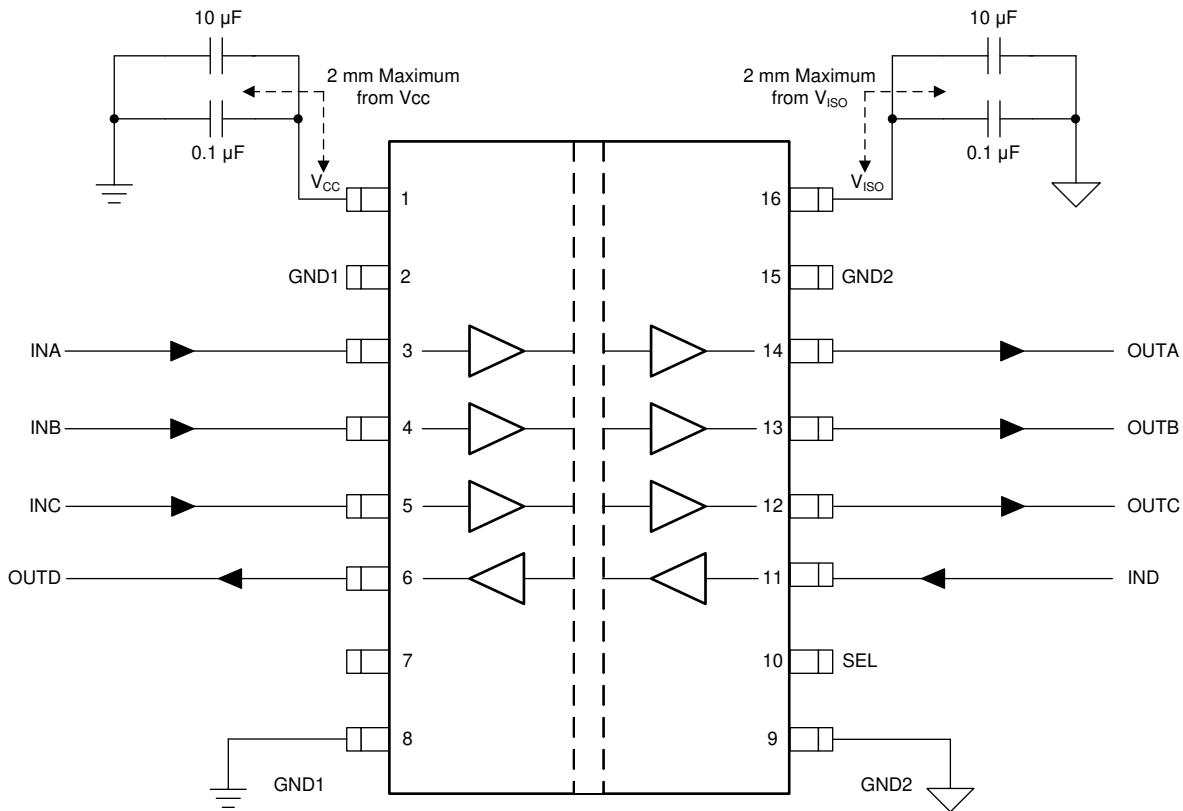 10 µF
10 µF
2 mm Maximum
from Vcc
2 mm Maximum
from VISO
0.1 µF
0.1 µF
VCC
VISO
1
16
GND1
2
15
GND2
INA
3
14
OUTA
INB
4
13
OUTB
INC
5
12
OUTC
OUTD
6
11
IND
7
10
SEL
8
9
GND1
GND2